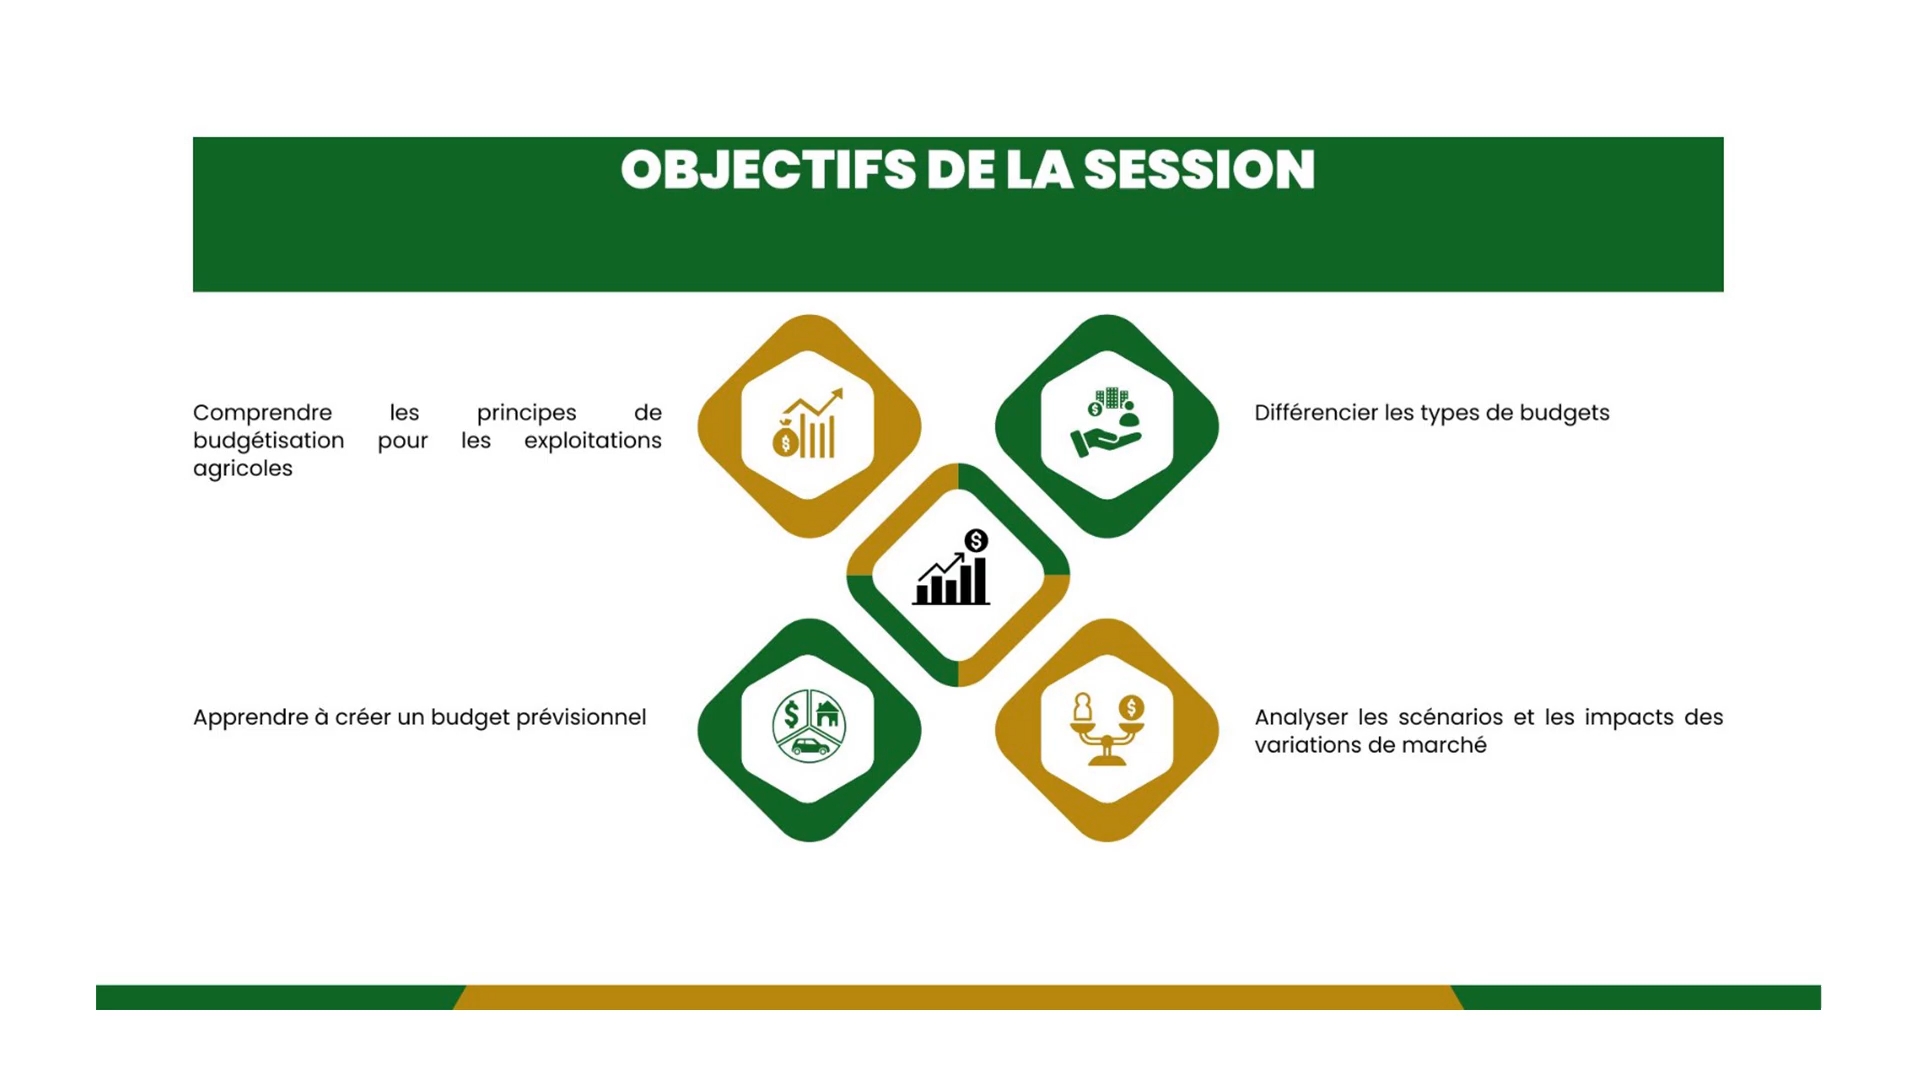 OBJECTIFS DE LA SESSION
Comprendre les principes de
budgétisation pour les exploitations
agricoles
Différencier les types de budgets
Apprendre à créer un budget prévisionnel
Analyser les scénarios et les impacts des
variations de marché